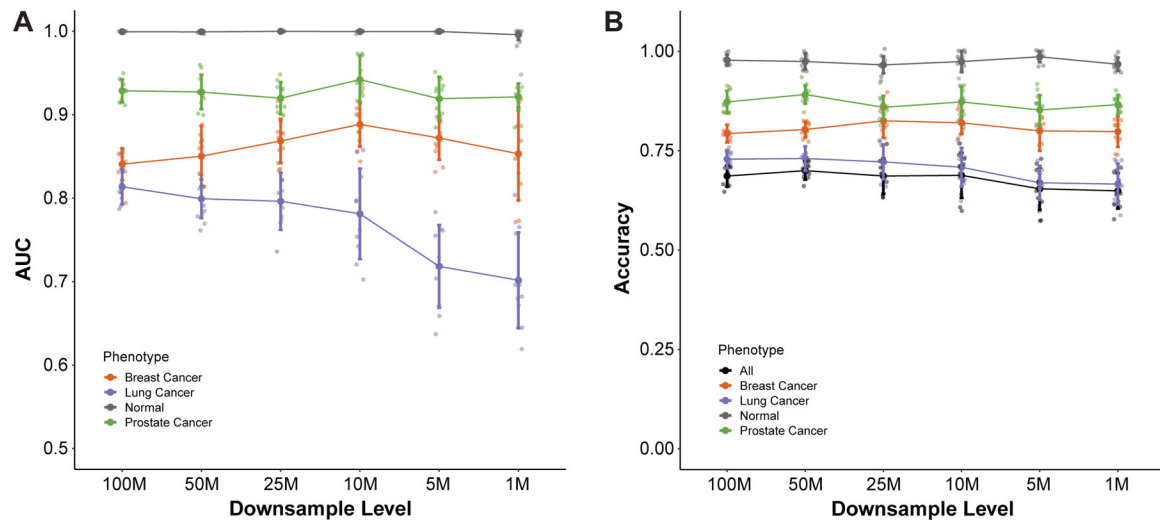 A
AUC
1.0
0.9
0.8
0.7
0.6
0.5
Phenotype
Breast Cancer
Lung Cancer
Normal
Prostate Cancer
100M 50M 25M 10M 5M 1M
Downsample Level
B
Accuracy
1.00
0.75
0.50
0.25
0.00
Phenotype
All
Breast Cancer
Lung Cancer
Normal
Prostate Cancer
100M 50M 25M 10M 5M 1M
Downsample Level